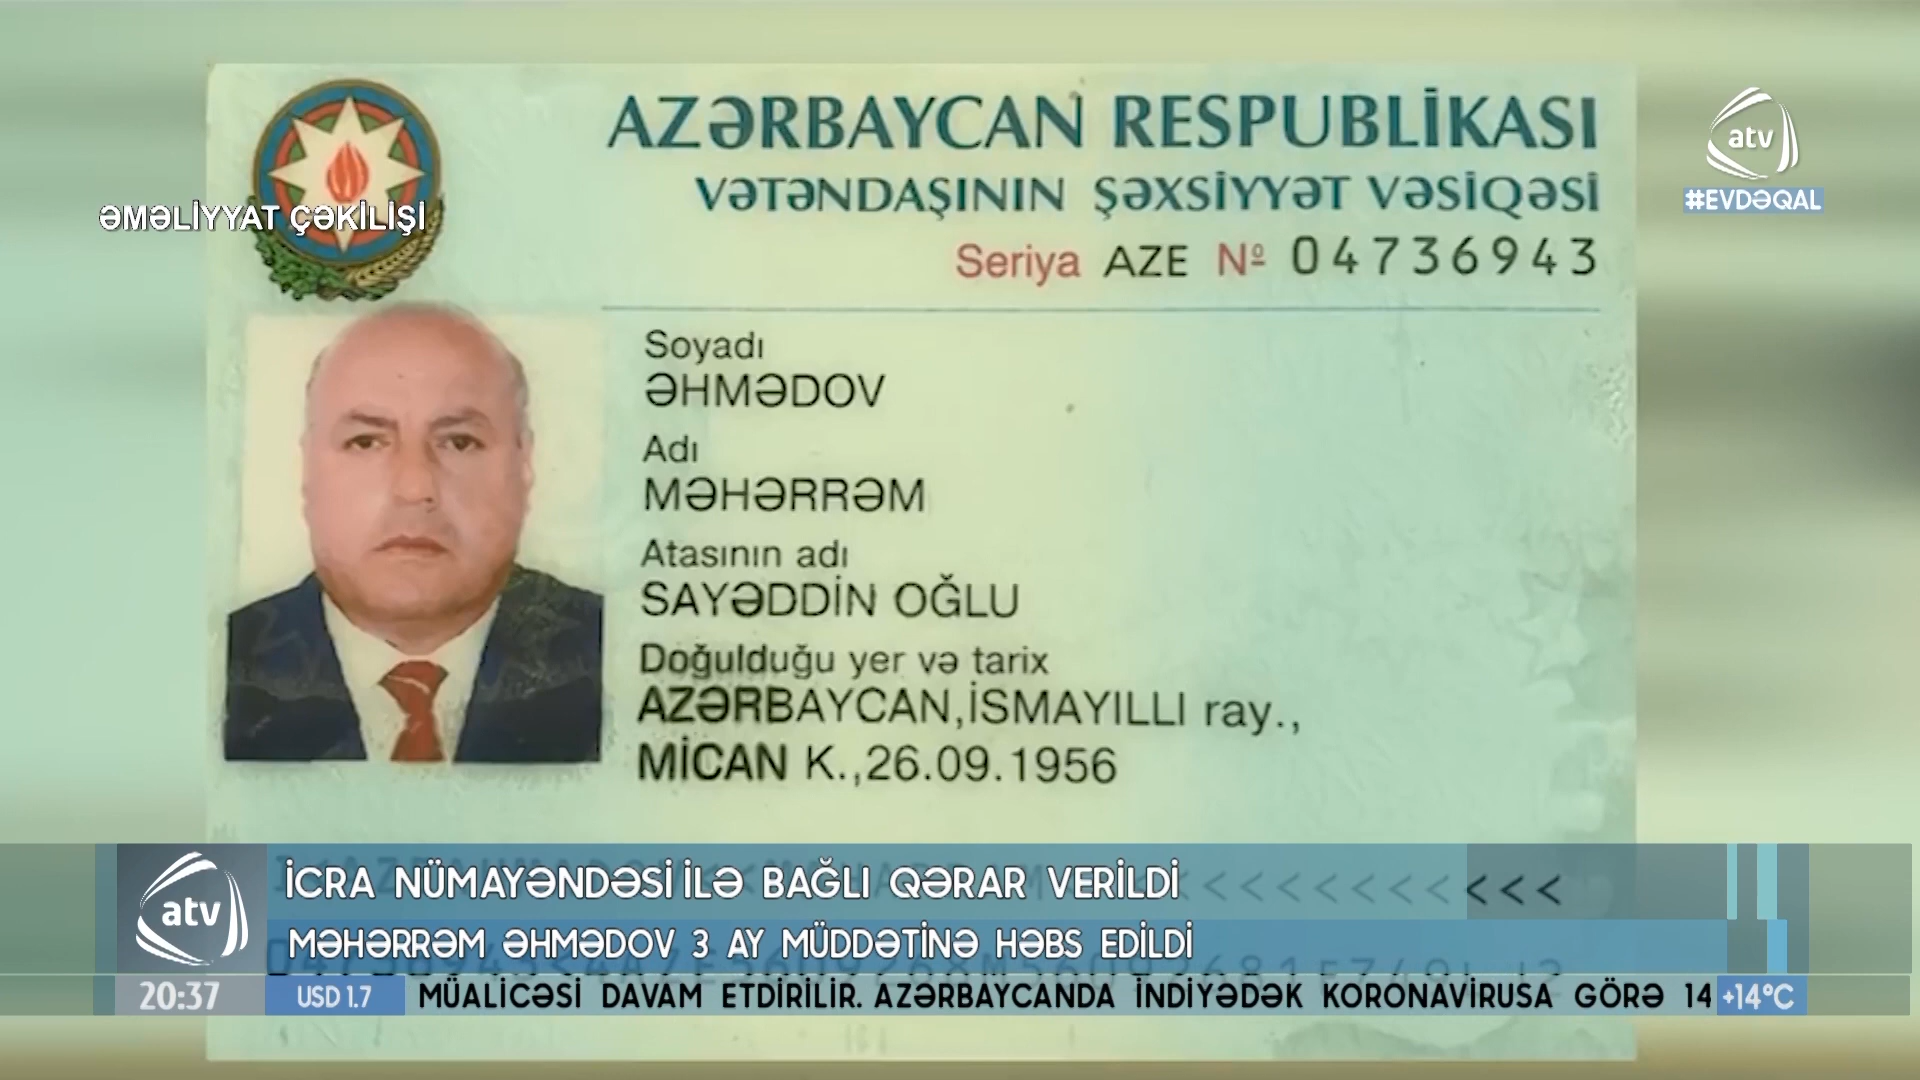 AZƏRBAYCAN RESPUBLİKASI
VƏTƏNDAŞININ ŞƏXSİYYƏT VƏSİQƏSİ
Seriya AZE Nº 04736943
atv
#EVDƏQAL
ƏMƏLİYYAT ÇƏKİLİŞİ
Soyadı
ƏHMƏDOV
Adı
MƏHƏRRƏM
Atasının adı
SAYƏDDİN OĞLU
Doğulduğu yer və tarix
AZƏRBAYCAN,İSMAYILLI ray.,
MİCAN K.,26.09.1956
atv
İCRA NÜMAYƏNDƏSİ İLƏ BAĞLI QƏRAR VERİLDİ <<<<<<<<<<
MƏHƏRRƏM ƏHMƏDOV 3 AY MÜDDƏTİNƏ HƏBS EDİLDİ
20:37 USD 1.7 MÜALİCƏSİ DAVAM ETDİRİLİR. AZƏRBAYCANDA İNDİYƏDƏK KORONAVİRUSA GÖRƏ 14 +14°C